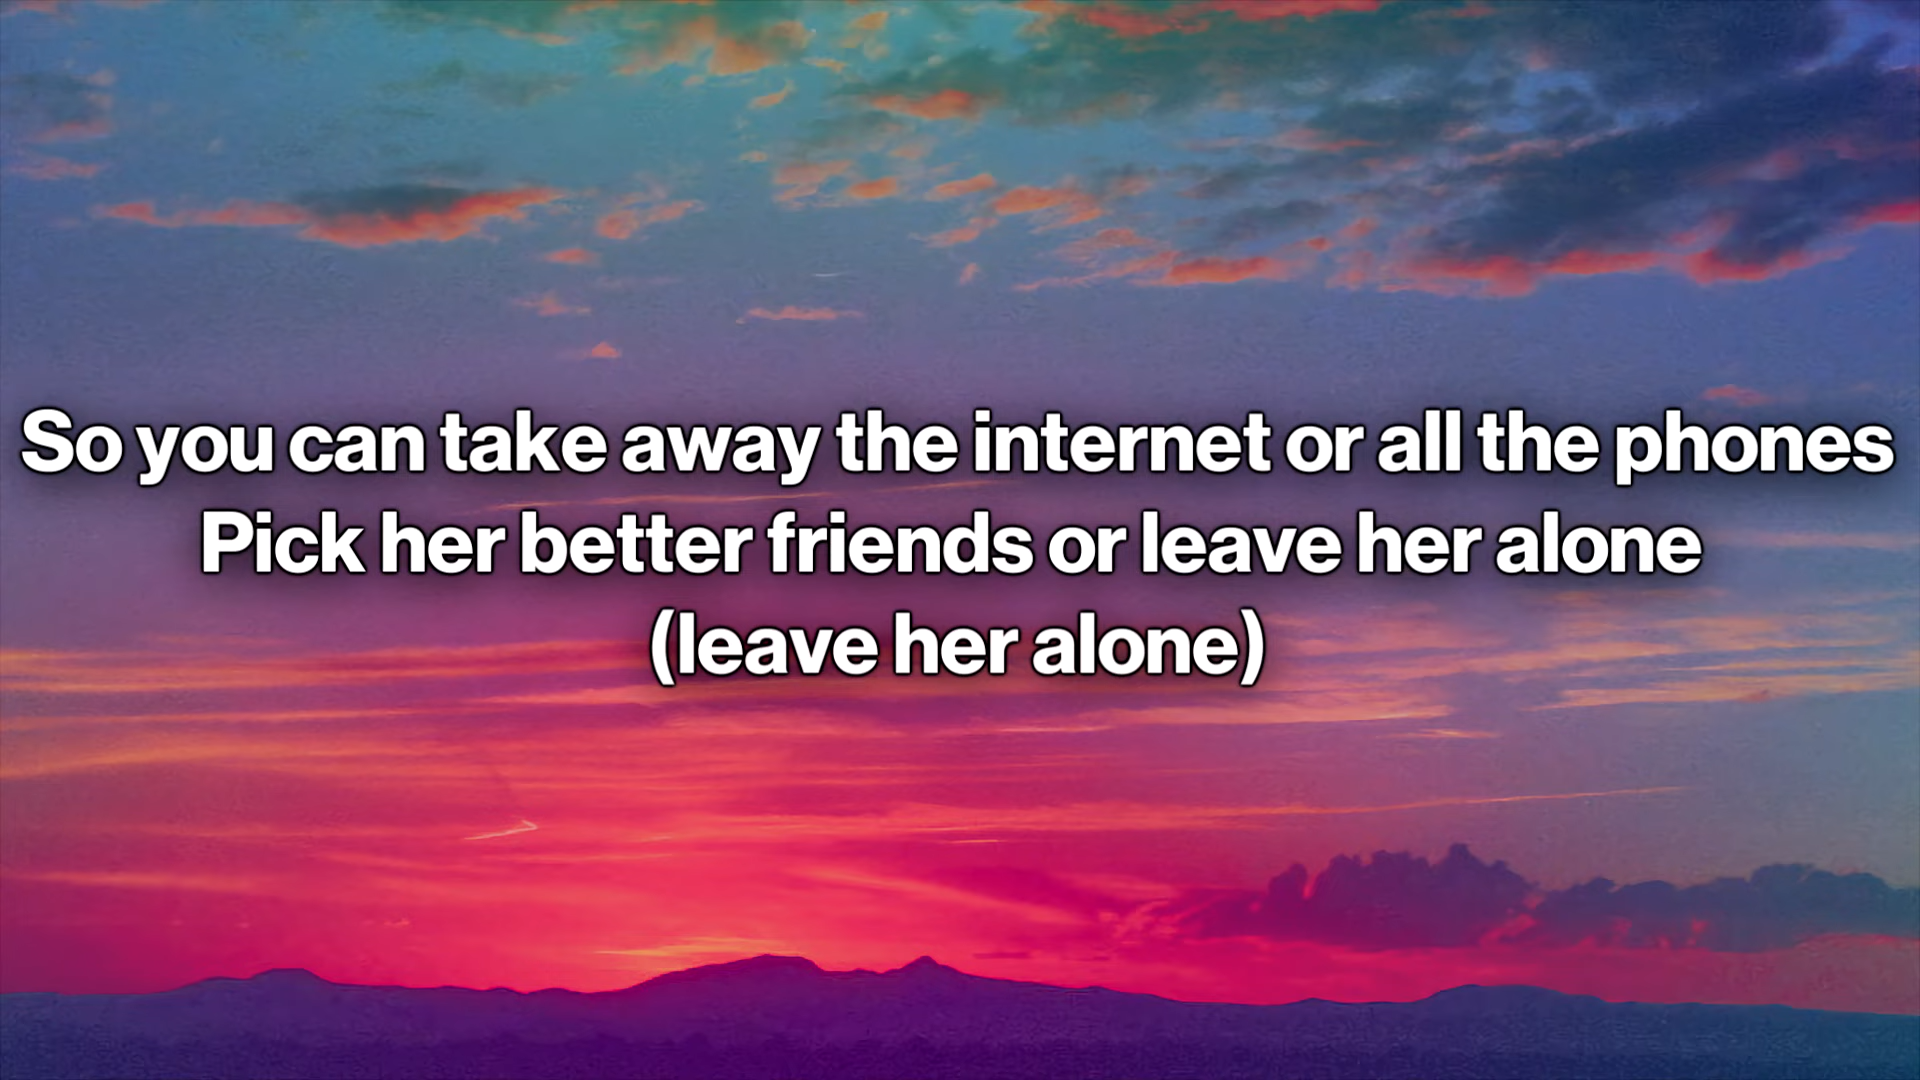 So you can take away the internet or all the phones
Pick her better friends or leave her alone
(leave her alone)